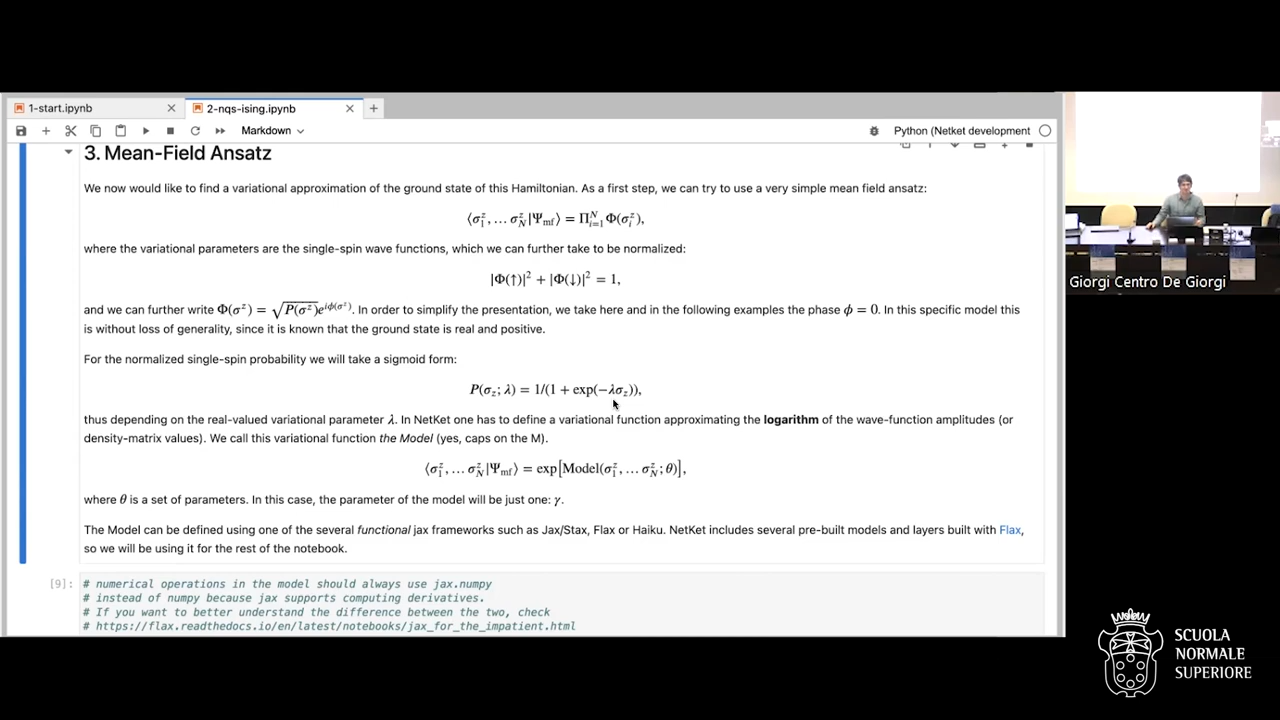 1-start.ipynb
2-nqs-ising.ipynb
Markdown
Python (Netket development
3. Mean-Field Ansatz
We now would like to find a variational approximation of the ground state of this Hamiltonian. As a first step, we can try to use a very simple mean field ansatz:
⟨σ₁ᶻ, … σ_Nᶻ|Ψ_mf⟩ = Π_{i=1}^N Φ(σ_iᶻ),
where the variational parameters are the single-spin wave functions, which we can further take to be normalized:
|Φ(↑)|² + |Φ(↓)|² = 1,
and we can further write Φ(σᶻ) = √P(σᶻ)e^{iϕ(σᶻ)}. In order to simplify the presentation, we take here and in the following examples the phase ϕ = 0. In this specific model this
is without loss of generality, since it is known that the ground state is real and positive.
For the normalized single-spin probability we will take a sigmoid form:
P(σ_z; λ) = 1/(1 + exp(−λσ_z)),
thus depending on the real-valued variational parameter λ. In NetKet one has to define a variational function approximating the logarithm of the wave-function amplitudes (or
density-matrix values). We call this variational function the Model (yes, caps on the M).
⟨σ₁ᶻ, … σ_Nᶻ|Ψ_mf⟩ = exp[Model(σ₁ᶻ, … σ_Nᶻ; θ)],
where θ is a set of parameters. In this case, the parameter of the model will be just one: γ.
The Model can be defined using one of the several functional jax frameworks such as Jax/Stax, Flax or Haiku. NetKet includes several pre-built models and layers built with Flax,
so we will be using it for the rest of the notebook.
[9]: # numerical operations in the model should always use jax.numpy
# instead of numpy because jax supports computing derivatives.
# If you want to better understand the difference between the two, check
# https://flax.readthedocs.io/en/latest/notebooks/jax_for_the_impatient.html
Giorgi Centro De Giorgi
SCUOLA
NORMALE
SUPERIORE